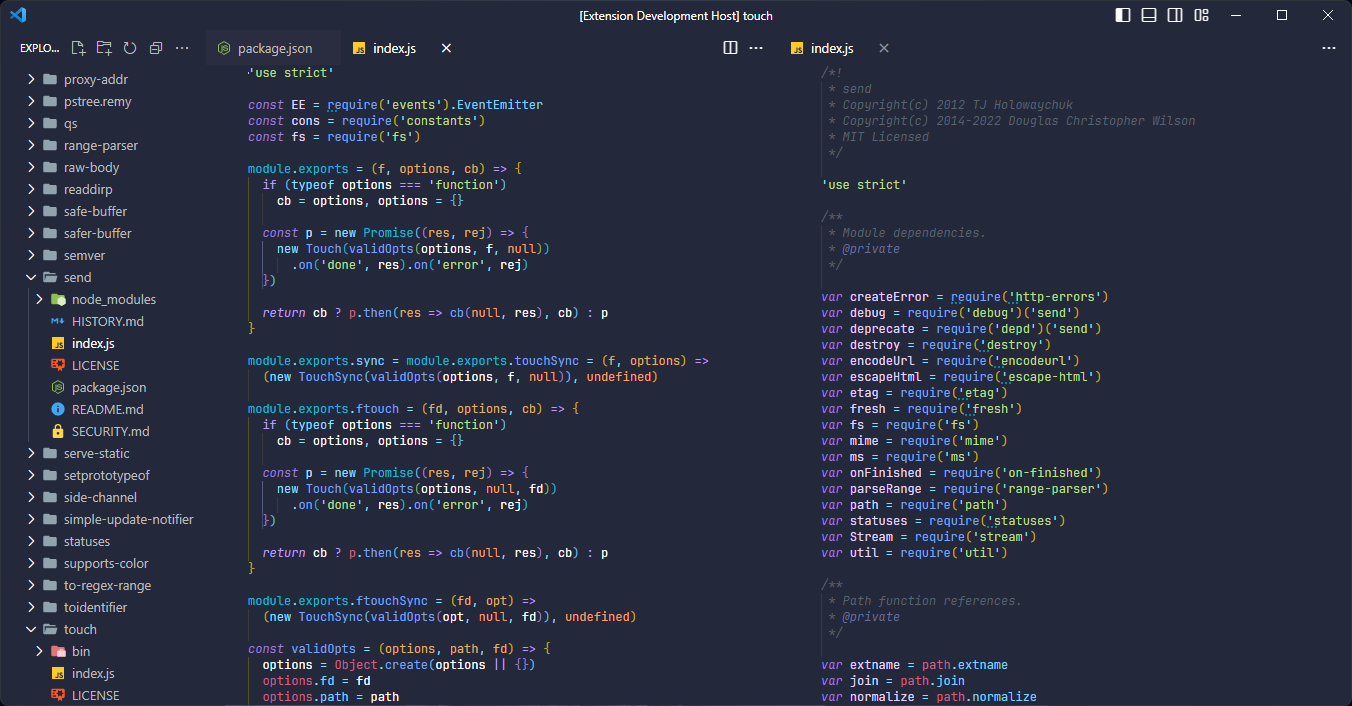 [Extension Development Host] touch
EXPLO...
package.json
index.js
index.js
proxy-addr
pstree.remy
qs
range-parser
raw-body
readdirp
safe-buffer
safer-buffer
semver
send
node_modules
HISTORY.md
index.js
LICENSE
package.json
README.md
SECURITY.md
serve-static
setprototypeof
side-channel
simple-update-notifier
statuses
supports-color
to-regex-range
toidentifier
touch
bin
index.js
LICENSE
'use strict'
const EE = require('events').EventEmitter
const cons = require('constants')
const fs = require('fs')
module.exports = (f, options, cb) => {
if (typeof options === 'function')
cb = options, options = {}
const p = new Promise((res, rej) => {
new Touch(validOpts(options, f, null))
.on('done', res).on('error', rej)
})
return cb ? p.then(res => cb(null, res), cb) : p
}
module.exports.sync = module.exports.touchSync = (f, options) =>
(new TouchSync(validOpts(options, f, null)), undefined)
module.exports.ftouch = (fd, options, cb) => {
if (typeof options === 'function')
cb = options, options = {}
const p = new Promise((res, rej) => {
new Touch(validOpts(options, null, fd))
.on('done', res).on('error', rej)
})
return cb ? p.then(res => cb(null, res), cb) : p
}
module.exports.ftouchSync = (fd, opt) =>
(new TouchSync(validOpts(opt, null, fd)), undefined)
const validOpts = (options, path, fd) => {
options = Object.create(options || {})
options.fd = fd
options.path = path
/*!
* send
* Copyright(c) 2012 TJ Holowaychuk
* Copyright(c) 2014-2022 Douglas Christopher Wilson
* MIT Licensed
*/
'use strict'
/**
* Module dependencies.
* @private
*/
var createError = require('http-errors')
var debug = require('debug')('send')
var deprecate = require('depd')('send')
var destroy = require('destroy')
var encodeUrl = require('encodeurl')
var escapeHtml = require('escape-html')
var etag = require('etag')
var fresh = require('fresh')
var fs = require('fs')
var mime = require('mime')
var ms = require('ms')
var onFinished = require('on-finished')
var parseRange = require('range-parser')
var path = require('path')
var statuses = require('statuses')
var Stream = require('stream')
var util = require('util')
/**
* Path function references.
* @private
*/
var extname = path.extname
var join = path.join
var normalize = path.normalize